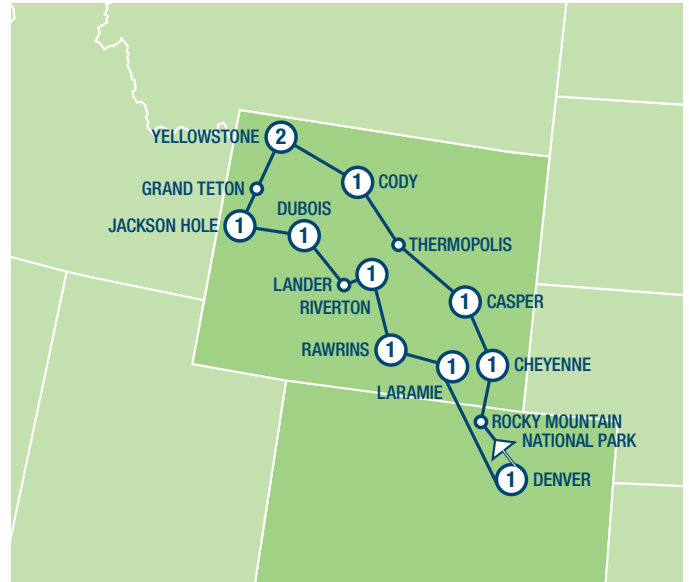 YELLOWSTONE 2
1 CODY
GRAND TETON
DUBOIS
JACKSON HOLE 1
1
THERMOPOLIS
LANDER 1
RIVERTON
1 CASPER
RAWRINS 1
1 CHEYENNE
1
LARAMIE
ROCKY MOUNTAIN
NATIONAL PARK
1 DENVER